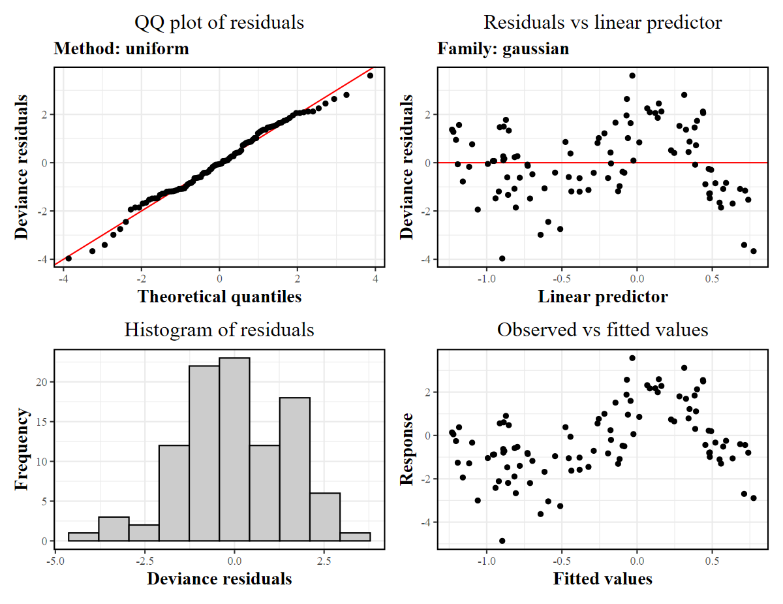 QQ plot of residuals
Method: uniform
Deviance residuals
2
0
-2
-4
-4
-2
0
2
4
Theoretical quantiles
Residuals vs linear predictor
Family: gaussian
Deviance residuals
2
0
-2
-4
-1.0
-0.5
0.0
0.5
Linear predictor
Histogram of residuals
Frequency
20
15
10
5
0
-5.0
-2.5
0.0
2.5
Deviance residuals
Observed vs fitted values
Response
2
0
-2
-4
-1.0
-0.5
0.0
0.5
Fitted values